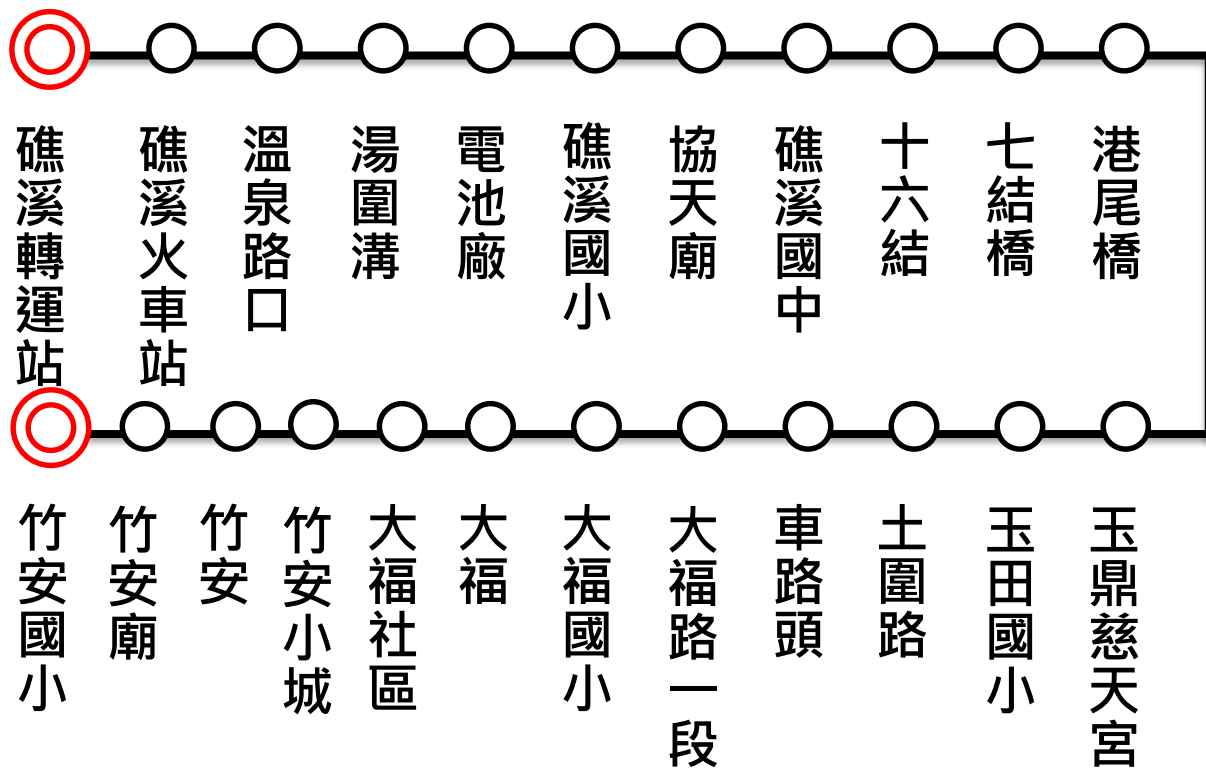 礁溪轉運站
礁溪火車站
溫泉路口
湯圍溝
電池廠
礁溪國小
協天廟
礁溪國中
十六結
七結橋
港尾橋
竹安國小
竹安廟
竹安
竹安小城
大福社區
大福
大福國小
大福路一段
車路頭
土圍路
玉田國小
玉鼎慈天宮